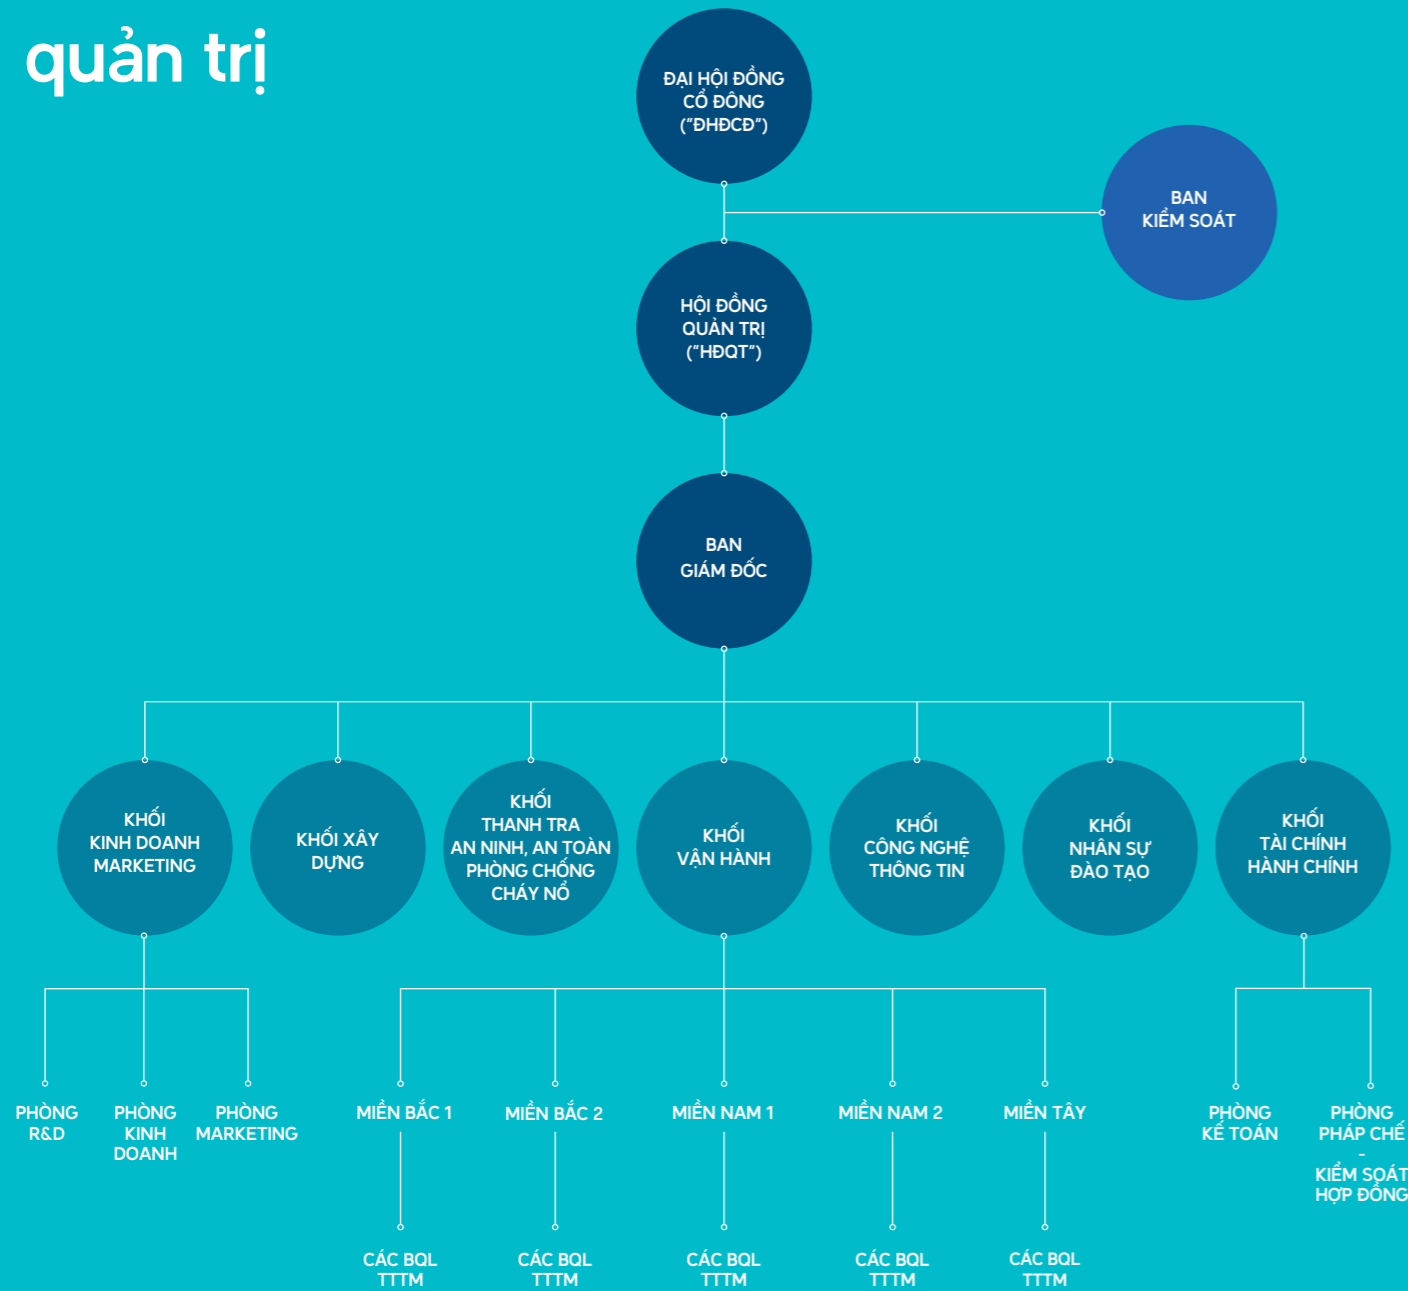 quản trị
ĐẠI HỘI ĐỒNG
CỔ ĐÔNG
("ĐHĐCĐ")
BAN
KIỂM SOÁT
HỘI ĐỒNG
QUẢN TRỊ
("HĐQT")
BAN
GIÁM ĐỐC
KHỐI
KINH DOANH
MARKETING
KHỐI XÂY
DỰNG
KHỐI
THANH TRA
AN NINH, AN TOÀN
PHÒNG CHỐNG
CHÁY NỔ
KHỐI
VẬN HÀNH
KHỐI
CÔNG NGHỆ
THÔNG TIN
KHỐI
NHÂN SỰ
ĐÀO TẠO
KHỐI
TÀI CHÍNH
HÀNH CHÍNH
PHÒNG
R&D
PHÒNG
KINH
DOANH
PHÒNG
MARKETING
MIỀN BẮC 1
MIỀN BẮC 2
MIỀN NAM 1
MIỀN NAM 2
MIỀN TÂY
PHÒNG
KẾ TOÁN
PHÒNG
PHÁP CHẾ
-
KIỂM SOÁT
HỢP ĐỒNG
CÁC BQL
TTTM
CÁC BQL
TTTM
CÁC BQL
TTTM
CÁC BQL
TTTM
CÁC BQL
TTTM